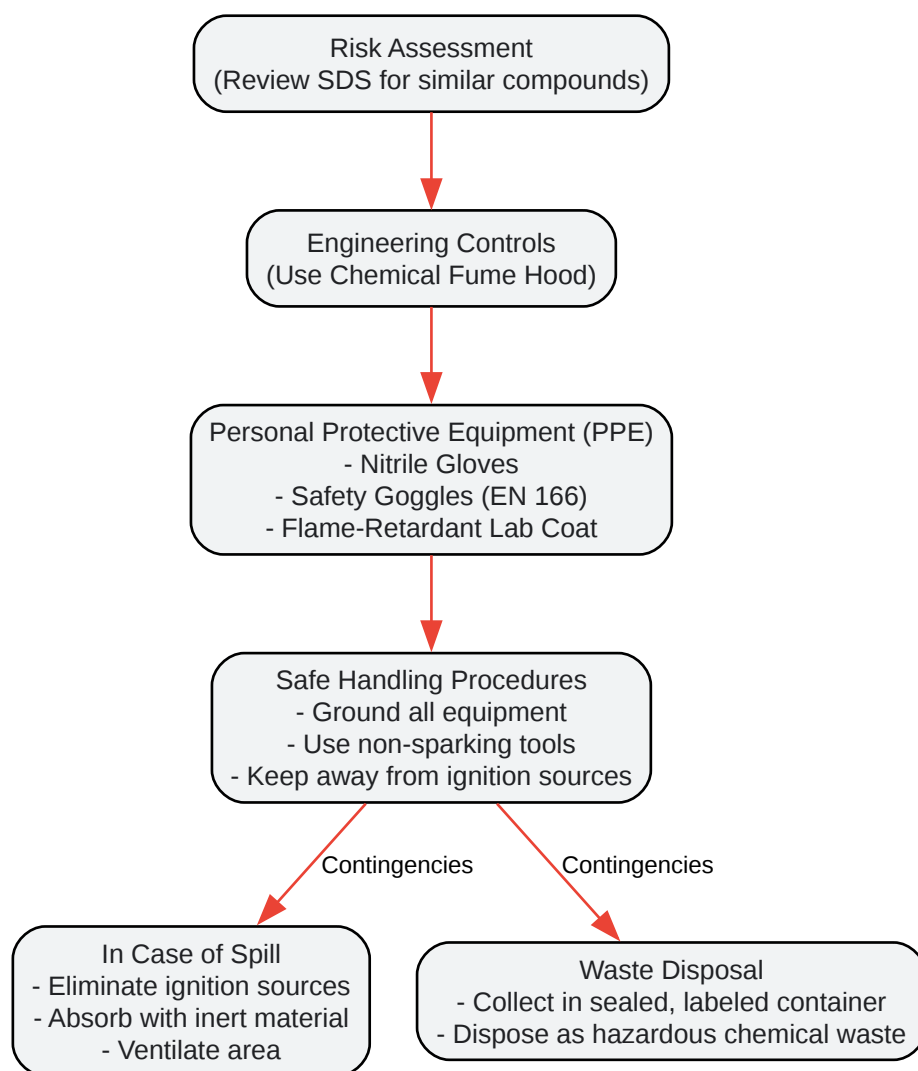 Risk Assessment
(Review SDS for similar compounds)
Engineering Controls
(Use Chemical Fume Hood)
Personal Protective Equipment (PPE)
- Nitrile Gloves
- Safety Goggles (EN 166)
- Flame-Retardant Lab Coat
Safe Handling Procedures
- Ground all equipment
- Use non-sparking tools
- Keep away from ignition sources
Contingencies
Contingencies
In Case of Spill
- Eliminate ignition sources
- Absorb with inert material
- Ventilate area
Waste Disposal
- Collect in sealed, labeled container
- Dispose as hazardous chemical waste